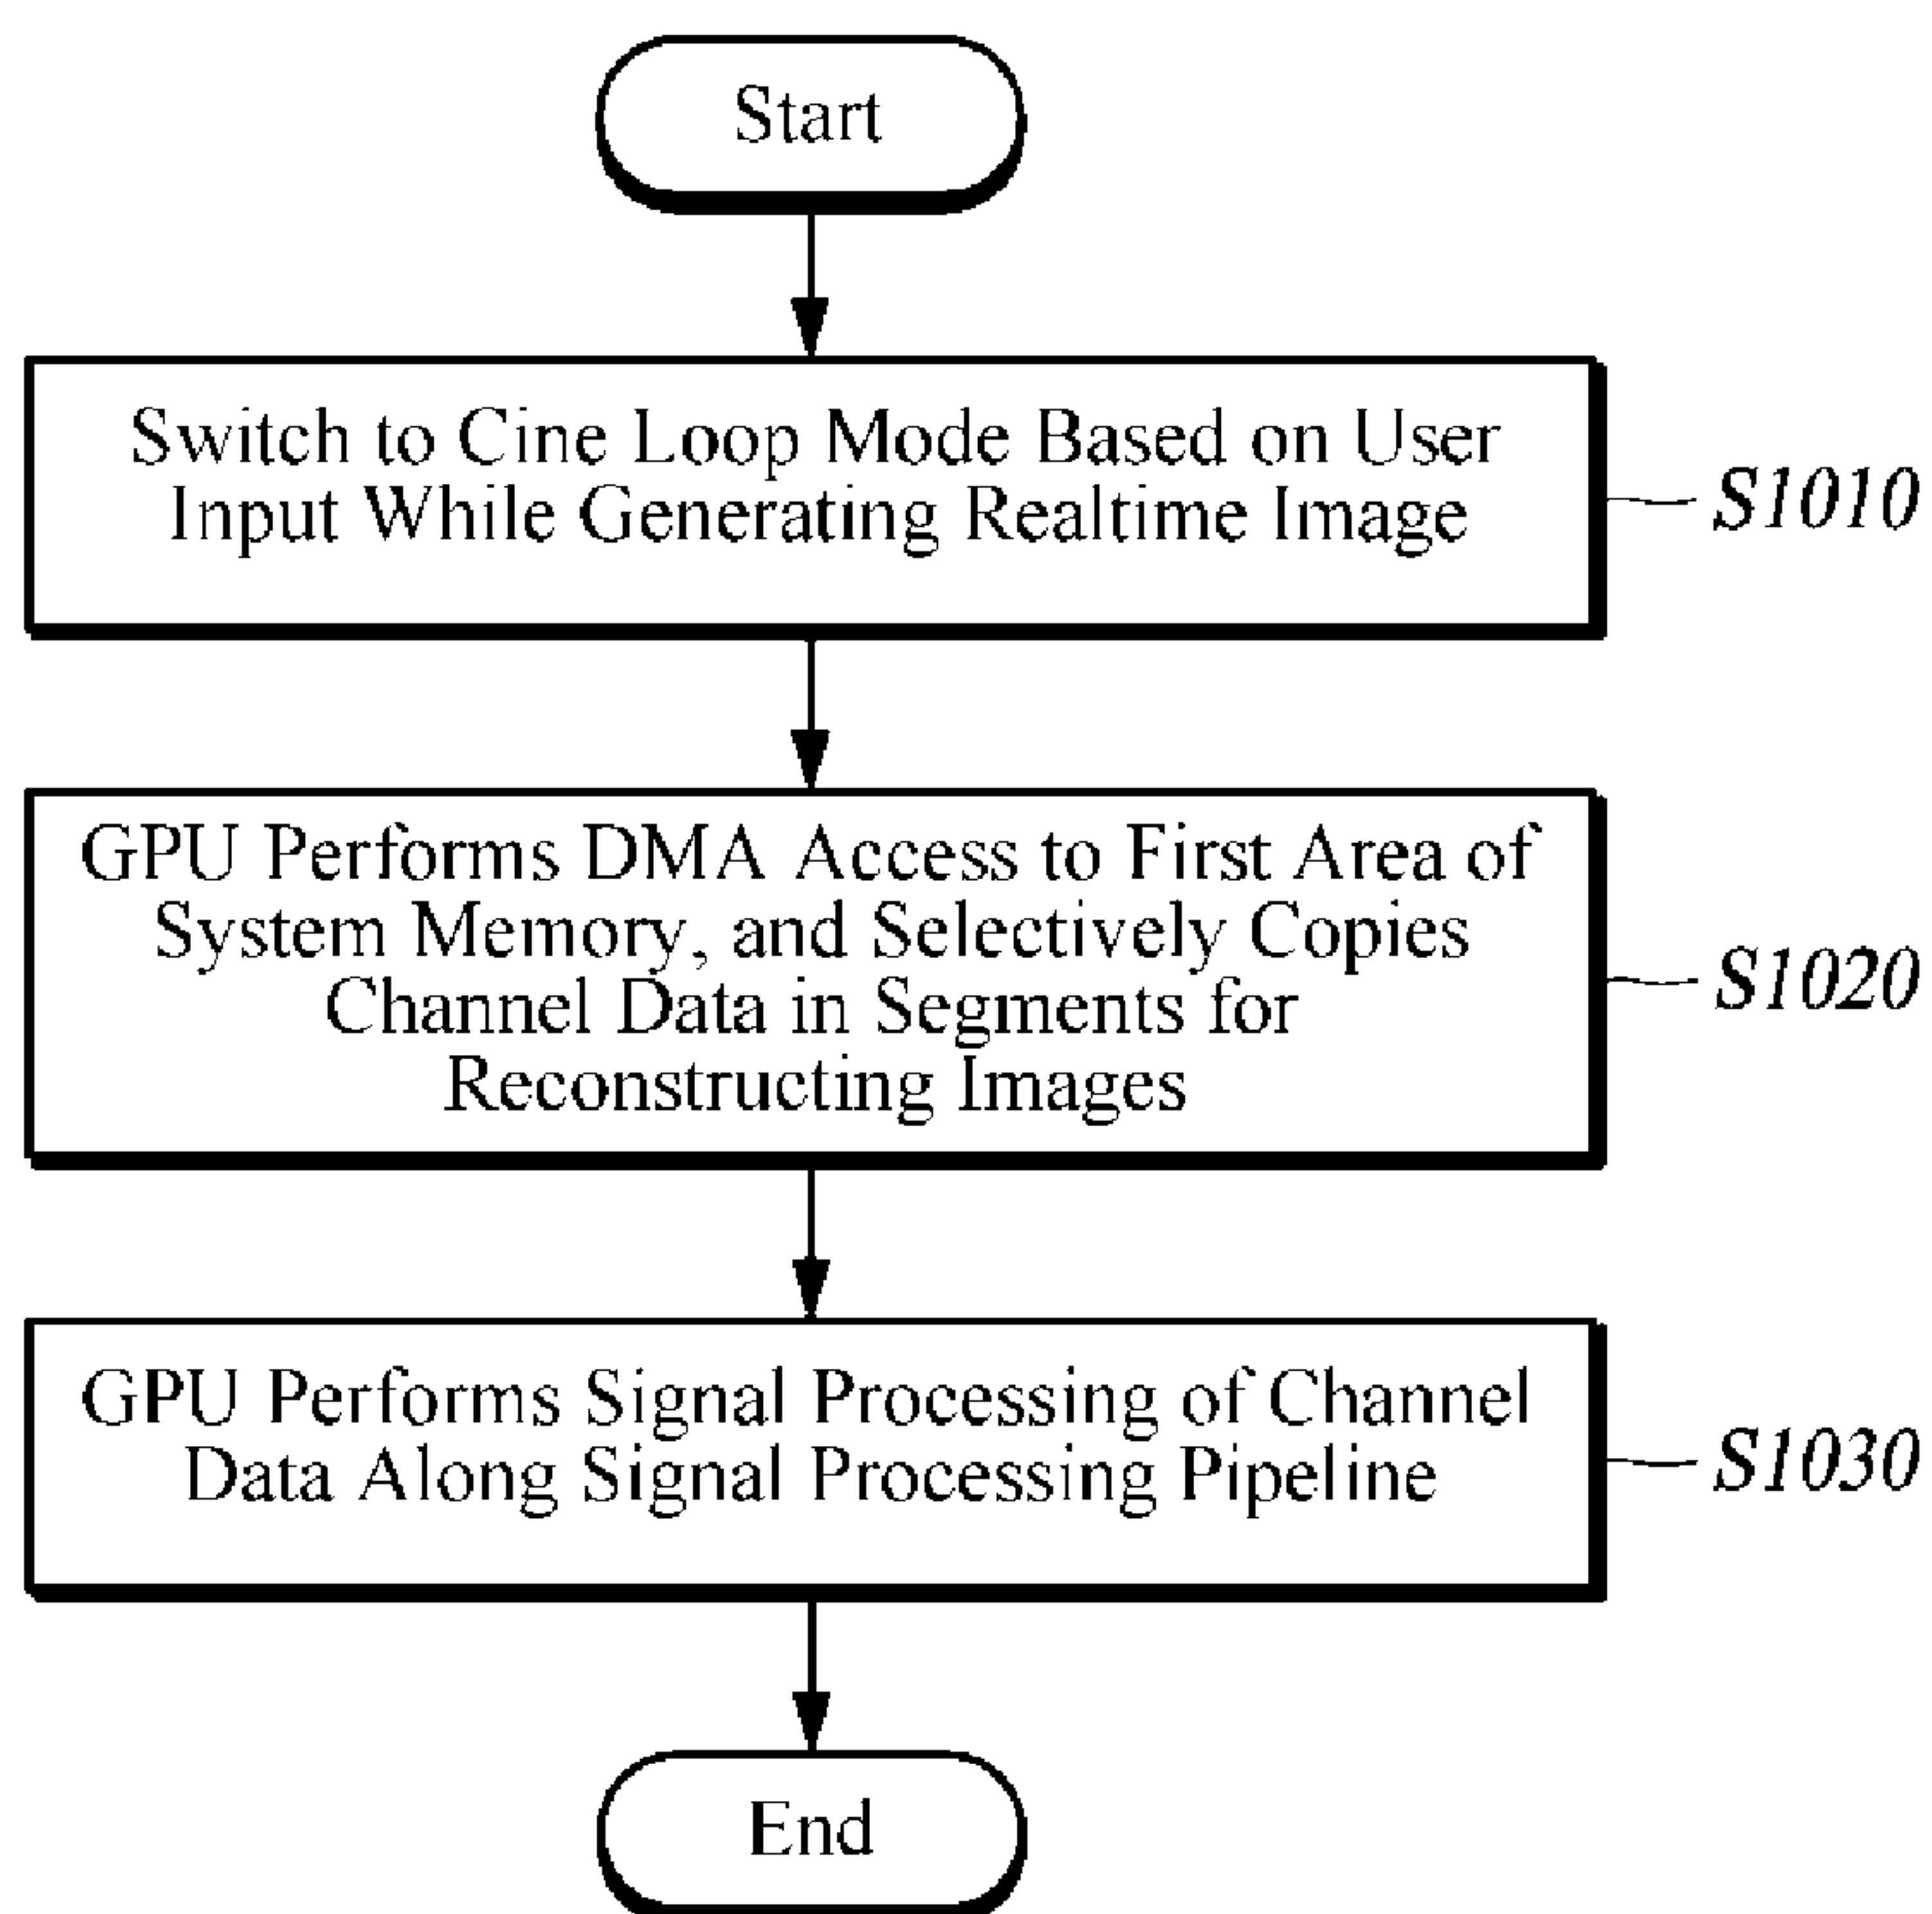 Start
Switch to Cine Loop Mode Based on User
Input While Generating Realtime Image
S1010
GPU Performs DMA Access to First Area of
System Memory, and Selectively Copies
Channel Data in Segments for
Reconstructing Images
S1020
GPU Performs Signal Processing of Channel
Data Along Signal Processing Pipeline
S1030
End